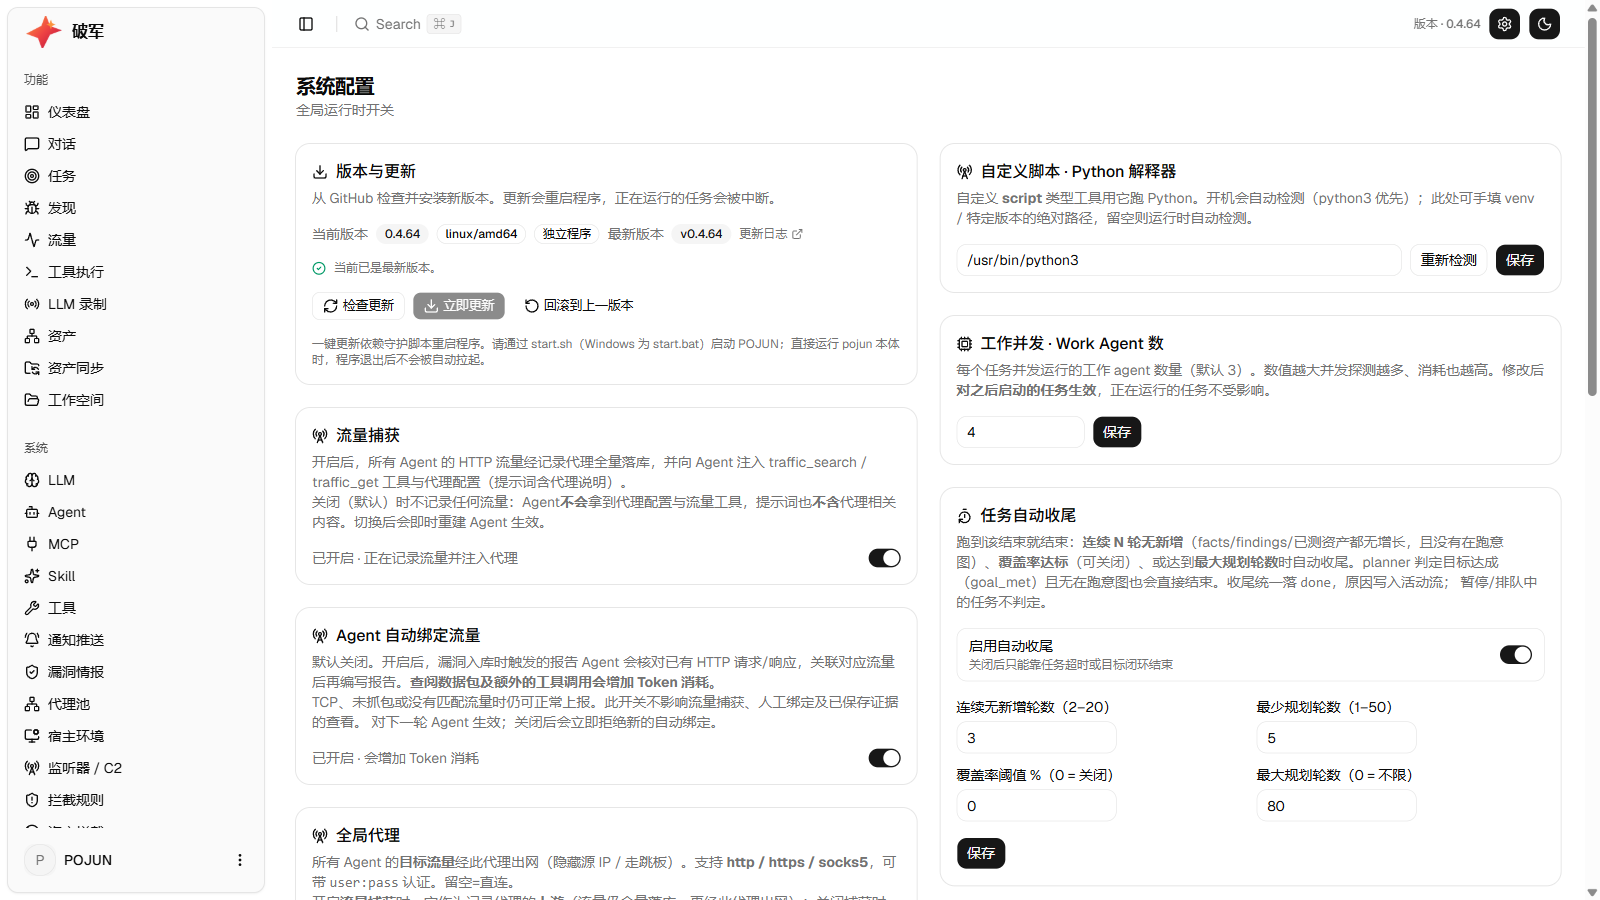 破军
功能
仪表盘
对话
任务
发现
流量
工具执行
LLM 录制
资产
资产同步
工作空间
系统
LLM
Agent
MCP
Skill
工具
通知推送
漏洞情报
代理池
宿主环境
监听器 / C2
拦截规则
P POJUN
Search ⌘ J
版本 · 0.4.64
系统配置
全局运行时开关
版本与更新
从 GitHub 检查并安装新版本。更新会重启程序，正在运行的任务会被中断。
当前版本 0.4.64 linux/amd64 独立程序 最新版本 v0.4.64 更新日志
当前已是最新版本。
检查更新 立即更新 回滚到上一版本
一键更新依赖守护脚本重启程序。请通过 start.sh（Windows 为 start.bat）启动 POJUN；直接运行 pojun 本体
时，程序退出后不会被自动拉起。
流量捕获
开启后，所有 Agent 的 HTTP 流量经记录代理全量落库，并向 Agent 注入 traffic_search /
traffic_get 工具与代理配置（提示词含代理说明）。
关闭（默认）时不记录任何流量：Agent不会拿到代理配置与流量工具，提示词也不含代理相关
内容。切换后会即时重建 Agent 生效。
已开启 · 正在记录流量并注入代理
Agent 自动绑定流量
默认关闭。开启后，漏洞入库时触发的报告 Agent 会核对已有 HTTP 请求/响应，关联对应流量
后再编写报告。查阅数据包及额外的工具调用会增加 Token 消耗。
TCP、未抓包或没有匹配流量时仍可正常上报。此开关不影响流量捕获、人工绑定及已保存证据
的查看。 对下一轮 Agent 生效；关闭后会立即拒绝新的自动绑定。
已开启 · 会增加 Token 消耗
全局代理
所有 Agent 的目标流量经此代理出网（隐藏源 IP / 走跳板）。支持 http / https / socks5，可
带 user:pass 认证。留空=直连。
自定义脚本 · Python 解释器
自定义 script 类型工具用它跑 Python。开机会自动检测（python3 优先）；此处可手填 venv
/ 特定版本的绝对路径，留空则运行时自动检测。
/usr/bin/python3 重新检测 保存
工作并发 · Work Agent 数
每个任务并发运行的工作 agent 数量（默认 3）。数值越大并发探测越多、消耗也越高。修改后
对之后启动的任务生效，正在运行的任务不受影响。
4 保存
任务自动收尾
跑到该结束就结束：连续 N 轮无新增（facts/findings/已测资产都无增长，且没有在跑意
图）、覆盖率达标（可关闭）、或达到最大规划轮数时自动收尾。planner 判定目标达成
（goal_met）且无在跑意图也会直接结束。收尾统一落 done，原因写入活动流； 暂停/排队中
的任务不判定。
启用自动收尾
关闭后只能靠任务超时或目标闭环结束
连续无新增轮数（2–20） 最少规划轮数（1–50）
3 5
覆盖率阈值 %（0 = 关闭） 最大规划轮数（0 = 不限）
0 80
保存